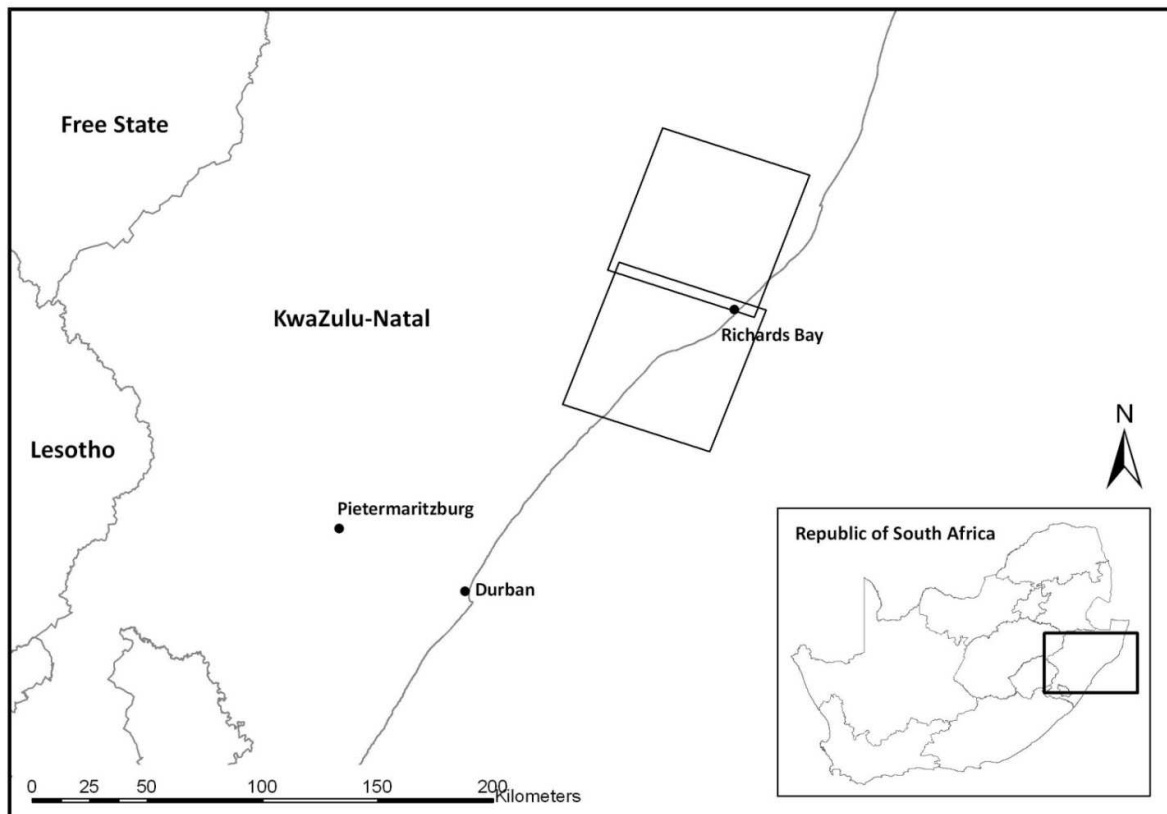 Free State
KwaZulu-Natal
Richards Bay
Lesotho
N
Pietermaritzburg
Durban
Republic of South Africa
0 25 50 100 150 200
Kilometers